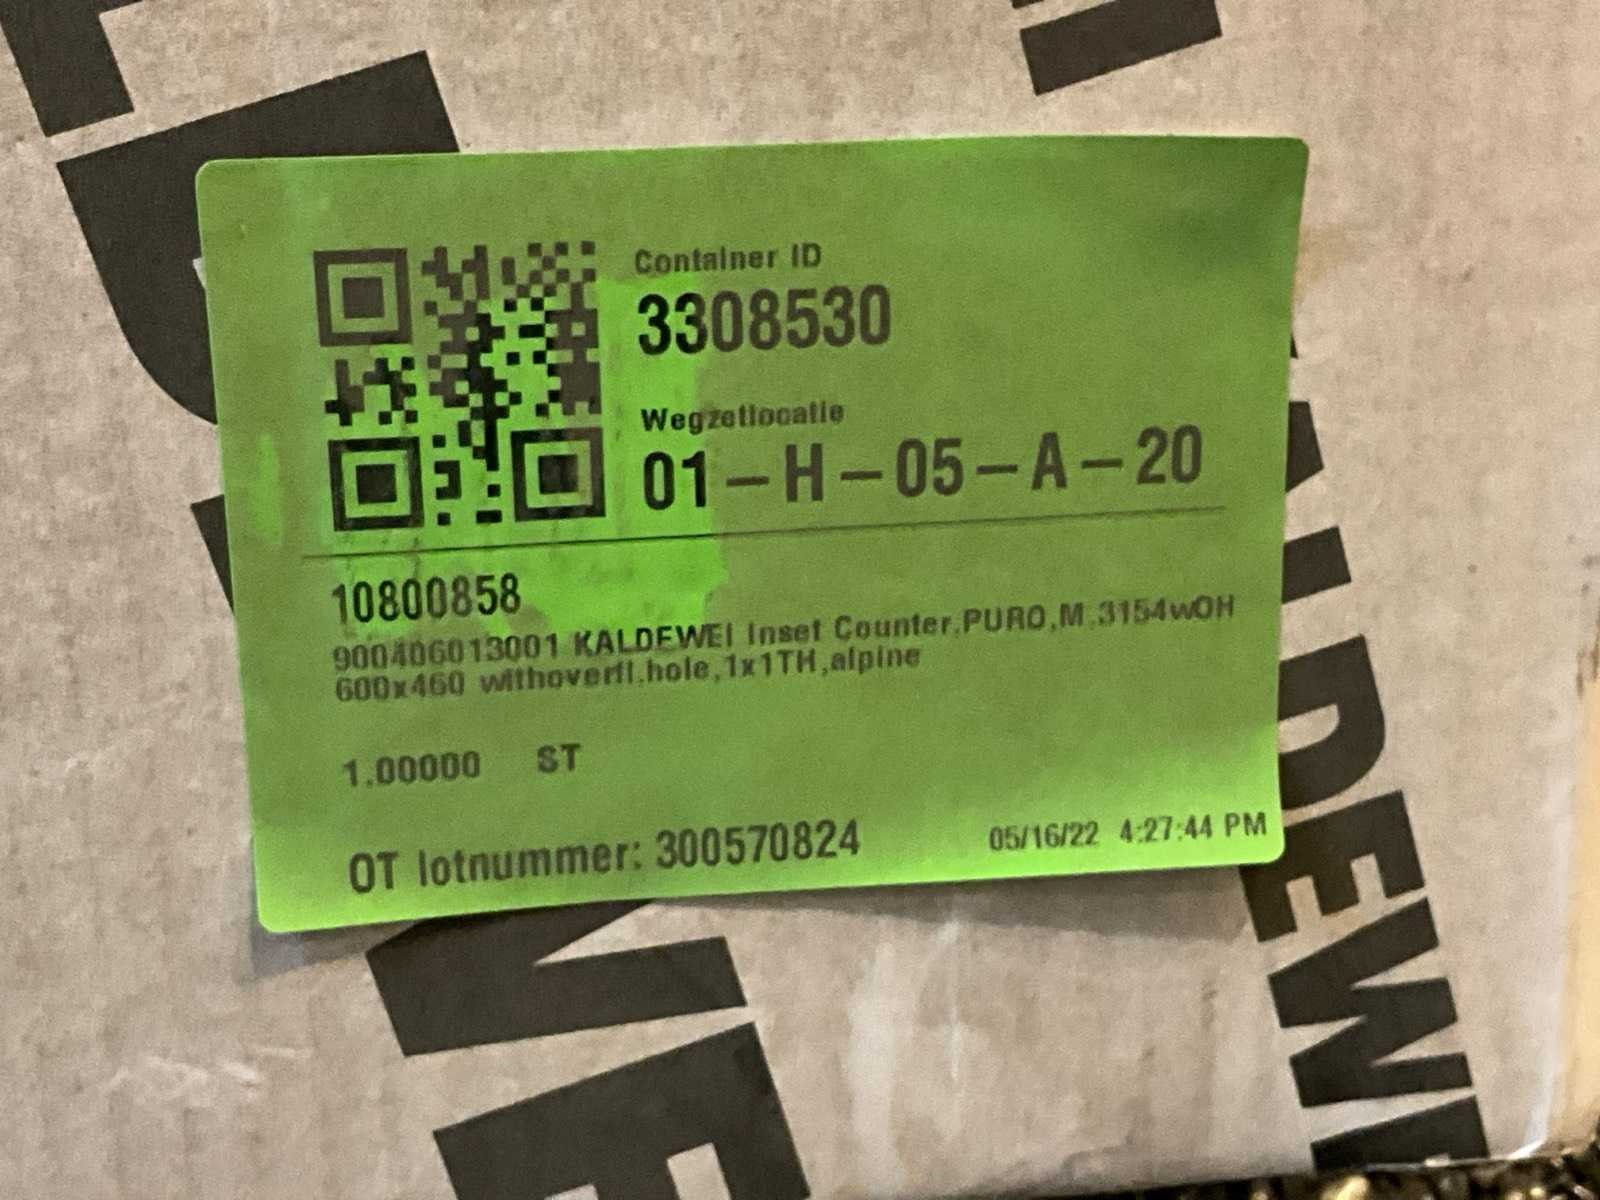 Container ID
3308530
Wegzetlocatie
01-H-05-A-20
10800858
900406013001 KALDEWEI Inset Counter,PURO,M.3154wOH
600x460 withoverfl.hole,1x1TH,alpine
1.00000 ST
OT lotnummer: 300570824
05/16/22 4:27:44 PM